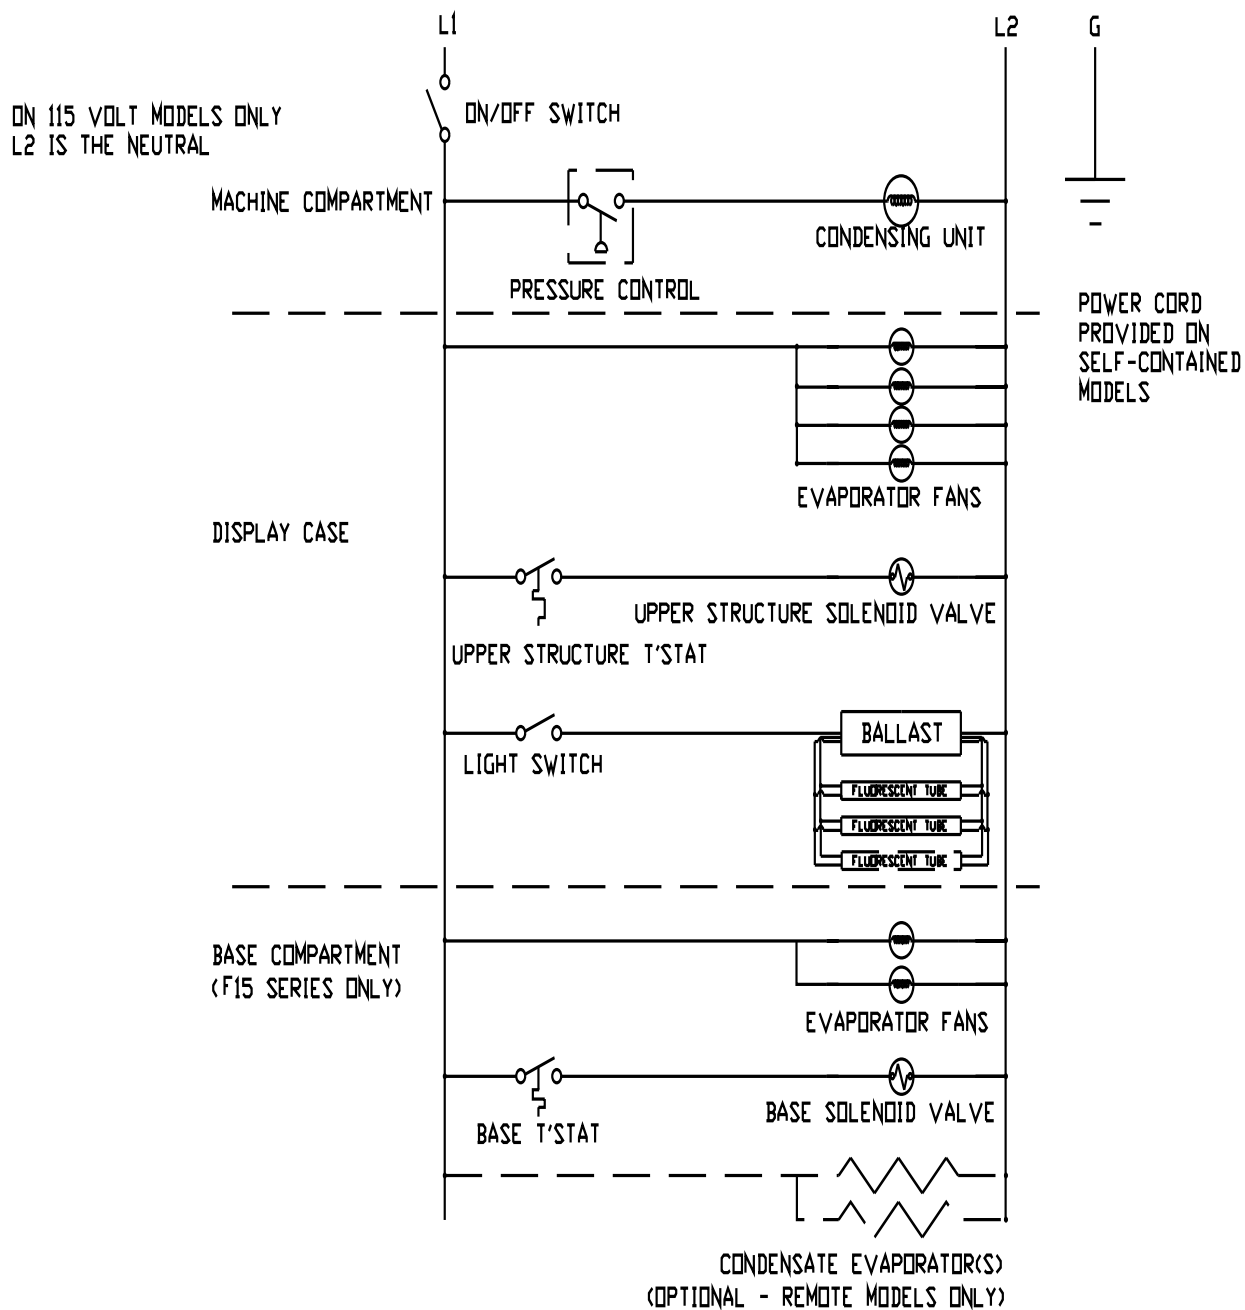 L1
L2
G
ON 115 VOLT MODELS ONLY
L2 IS THE NEUTRAL
ON/OFF SWITCH
MACHINE COMPARTMENT
CONDENSING UNIT
PRESSURE CONTROL
POWER CORD
PROVIDED ON
SELF-CONTAINED
MODELS
EVAPORATOR FANS
DISPLAY CASE
UPPER STRUCTURE SOLENOID VALVE
UPPER STRUCTURE T'STAT
BALLAST
LIGHT SWITCH
FLUORESCENT TUBE
FLUORESCENT TUBE
FLUORESCENT TUBE
BASE COMPARTMENT
(F15 SERIES ONLY)
EVAPORATOR FANS
BASE SOLENOID VALVE
BASE T'STAT
CONDENSATE EVAPORATOR(S)
(OPTIONAL - REMOTE MODELS ONLY)